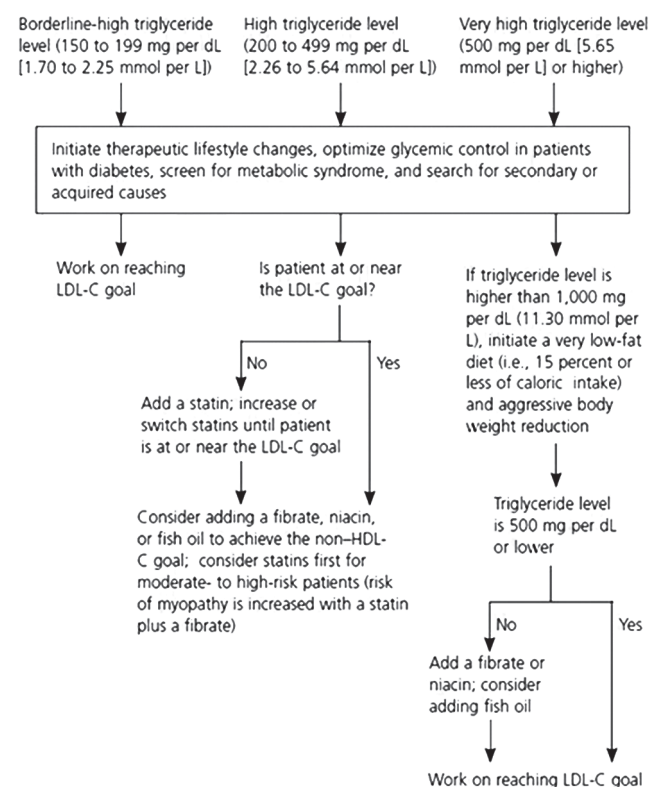 Borderline-high triglyceride
level (150 to 199 mg per dL
[1.70 to 2.25 mmol per L])
High triglyceride level
(200 to 499 mg per dL
[2.26 to 5.64 mmol per L])
Very high triglyceride level
(500 mg per dL [5.65
mmol per L] or higher)
Initiate therapeutic lifestyle changes, optimize glycemic control in patients
with diabetes, screen for metabolic syndrome, and search for secondary or
acquired causes
Work on reaching
LDL-C goal
Is patient at or near
the LDL-C goal?
No
Yes
Add a statin; increase or
switch statins until patient
is at or near the LDL-C goal
Consider adding a fibrate, niacin,
or fish oil to achieve the non–HDL-
C goal; consider statins first for
moderate- to high-risk patients (risk
of myopathy is increased with a statin
plus a fibrate)
If triglyceride level is
higher than 1,000 mg
per dL (11.30 mmol per
L), initiate a very low-fat
diet (i.e., 15 percent or
less of caloric intake)
and aggressive body
weight reduction
Triglyceride level
is 500 mg per dL
or lower
No
Yes
Add a fibrate or
niacin; consider
adding fish oil
Work on reaching LDL-C goal